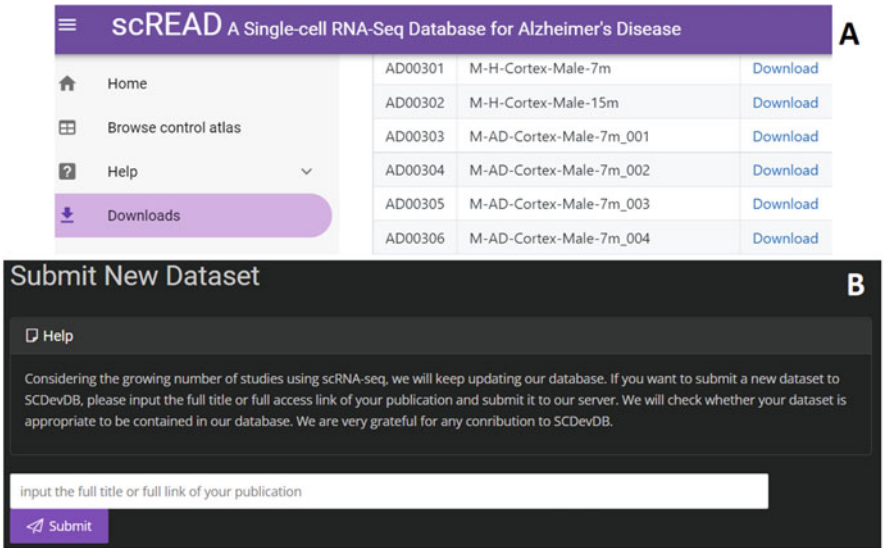 scREAD A Single-cell RNA-Seq Database for Alzheimer's Disease
A
Home
Browse control atlas
Help
Downloads
AD00301 M-H-Cortex-Male-7m Download
AD00302 M-H-Cortex-Male-15m Download
AD00303 M-AD-Cortex-Male-7m_001 Download
AD00304 M-AD-Cortex-Male-7m_002 Download
AD00305 M-AD-Cortex-Male-7m_003 Download
AD00306 M-AD-Cortex-Male-7m_004 Download
Submit New Dataset
B
Help
Considering the growing number of studies using scRNA-seq, we will keep updating our database. If you want to submit a new dataset to
SCDevDB, please input the full title or full access link of your publication and submit it to our server. We will check whether your dataset is
appropriate to be contained in our database. We are very grateful for any conribution to SCDevDB.
input the full title or full link of your publication
Submit